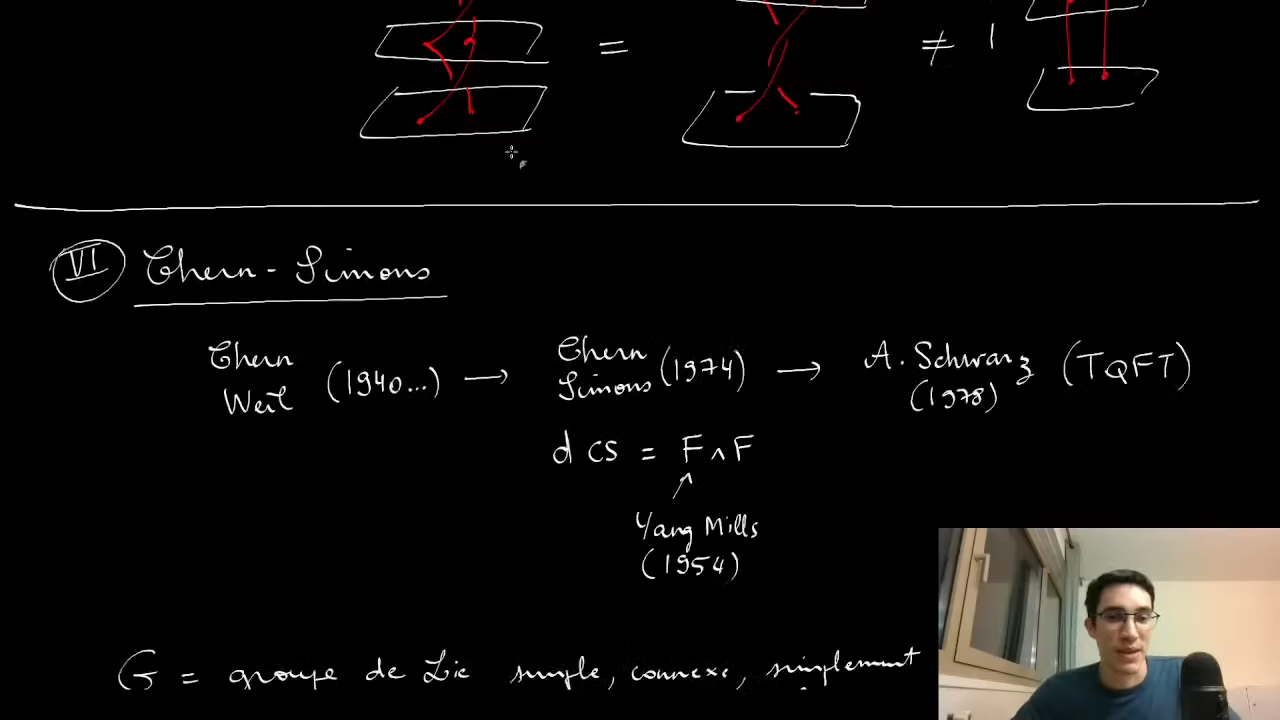 = ≠ 1
VI Chern - Simons
Chern Weil (1940...) → Chern Simons (1974) → A. Schwarz (1978) (TQFT)
d CS = F ∧ F
Yang Mills
(1954)
G = groupe de Lie simple, connexe, simplement